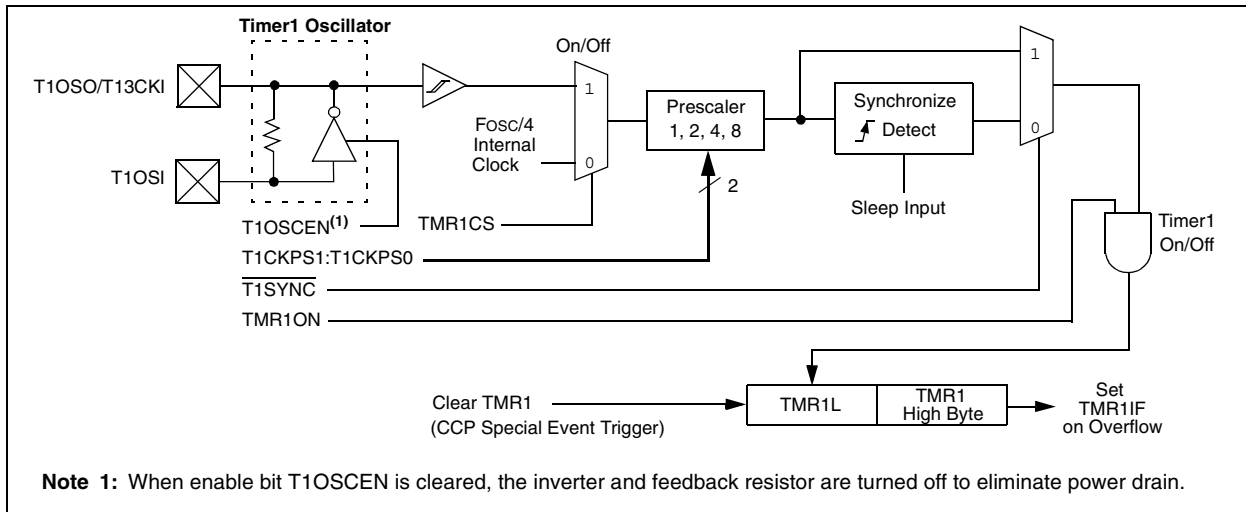 Timer1 Oscillator
On/Off
T1OSO/T13CKI
1
1
FOSC/4
Internal
Clock
0
Prescaler
1, 2, 4, 8
Synchronize
Detect
0
T1OSI
2
Sleep Input
T1OSCEN(1)
TMR1CS
Timer1
On/Off
T1CKPS1:T1CKPS0
T1SYNC
TMR1ON
Clear TMR1
(CCP Special Event Trigger)
TMR1L
TMR1
High Byte
Set
TMR1IF
on Overflow
Note 1: When enable bit T1OSCEN is cleared, the inverter and feedback resistor are turned off to eliminate power drain.